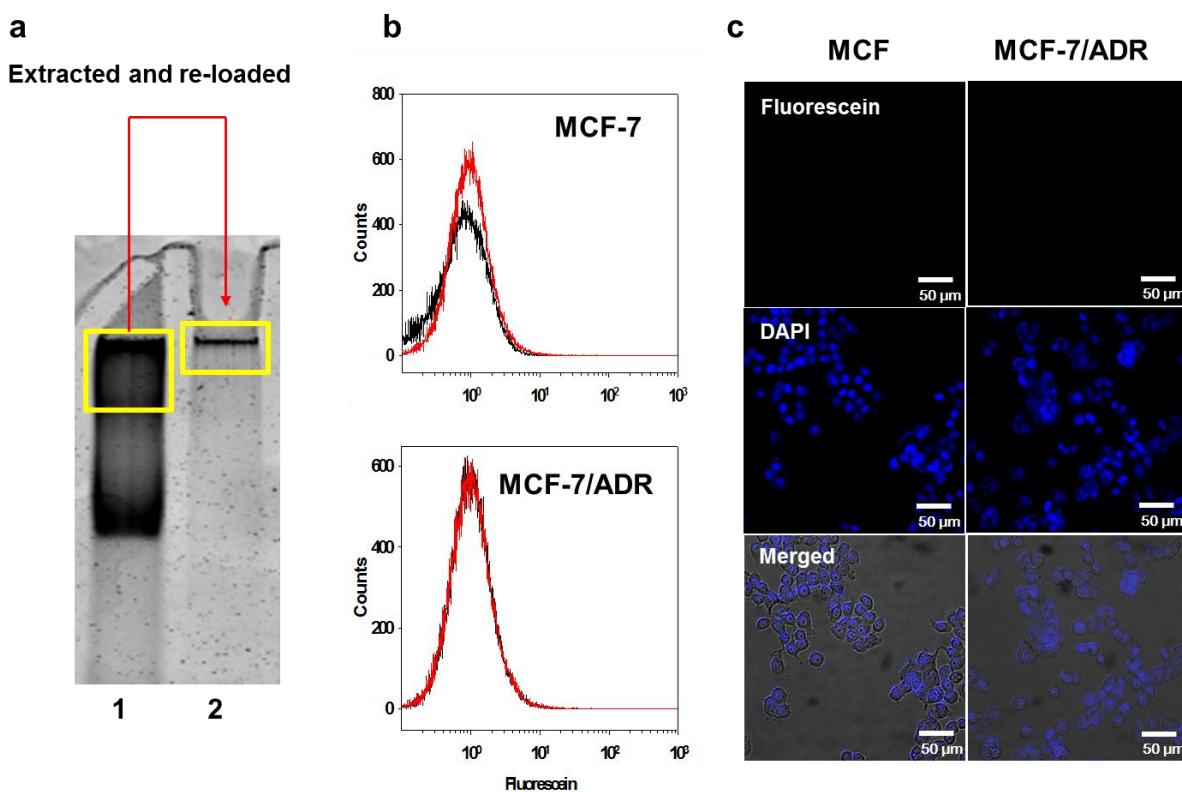 a
Extracted and re-loaded
1 2
b
800
600
400
200
0
Counts
MCF-7
10⁰ 10¹ 10² 10³
600
400
200
0
Counts
MCF-7/ADR
10⁰ 10¹ 10² 10³
Fluorescein
c
MCF MCF-7/ADR
Fluorescein
50 µm 50 µm
DAPI
50 µm 50 µm
Merged
50 µm 50 µm